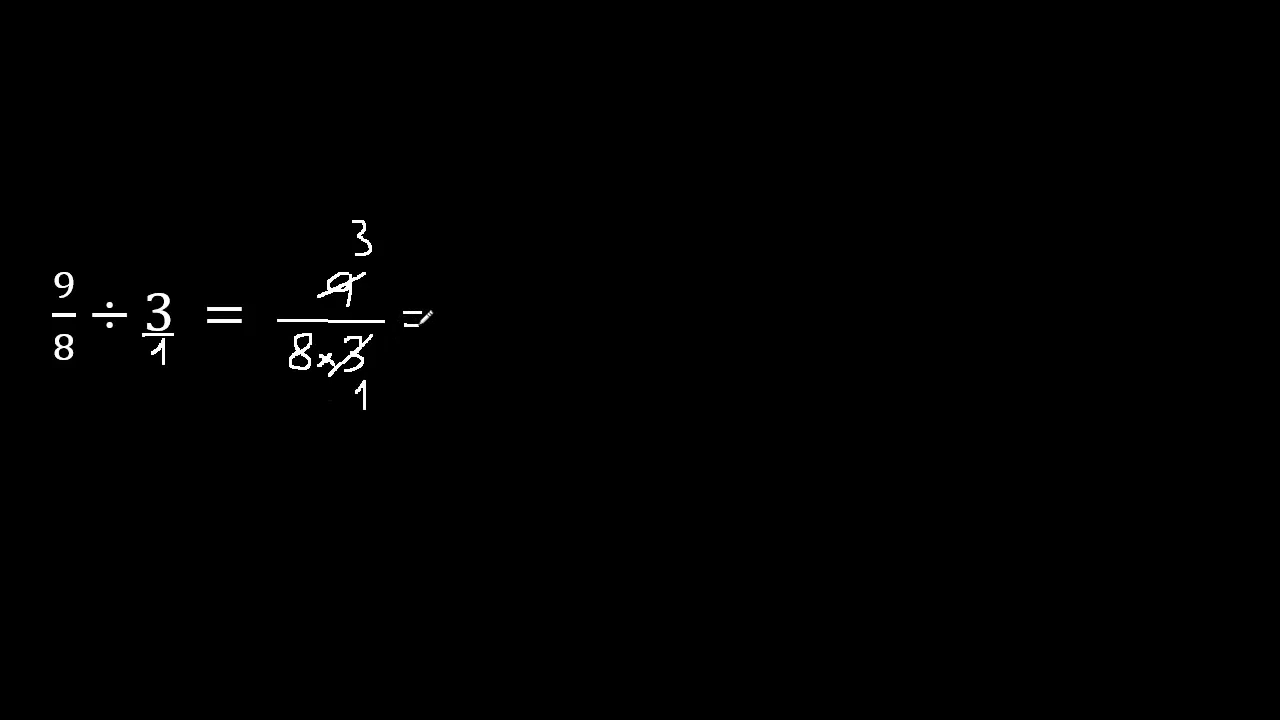 9/8 ÷ 3/1 = 9/8×3 =
3
1